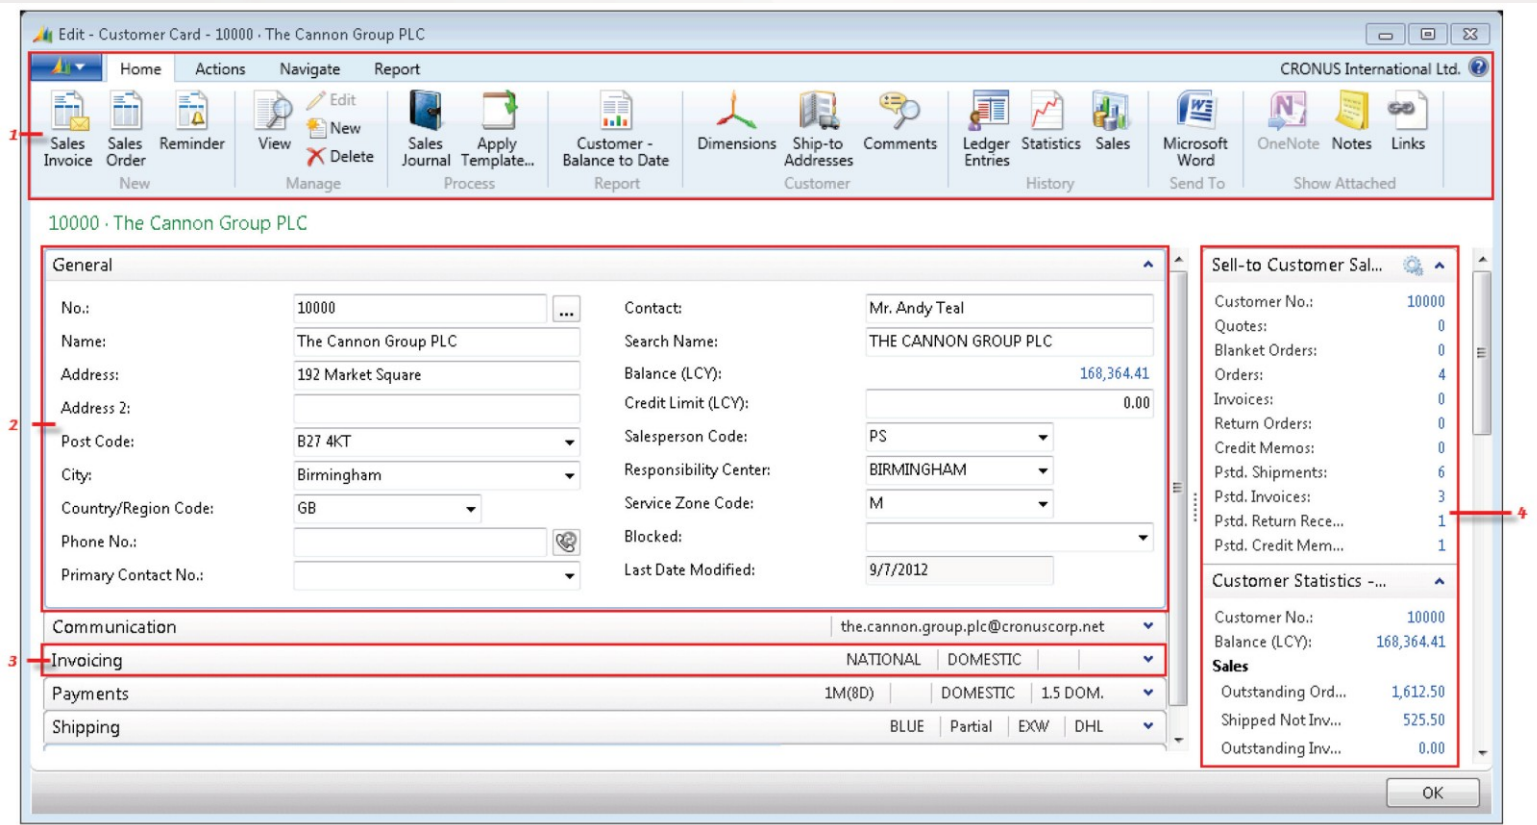 Edit - Customer Card - 10000 · The Cannon Group PLC
Home Actions Navigate Report CRONUS International Ltd.
1
Sales Invoice
Sales Order
Reminder
New
View
Edit
New
Delete
Manage
Sales Journal
Apply Template...
Process
Customer - Balance to Date
Report
Dimensions
Ship-to Addresses
Comments
Customer
Ledger Entries
Statistics
Sales
History
Microsoft Word
Send To
OneNote
Notes
Links
Show Attached
10000 · The Cannon Group PLC
2
General
No.: 10000 ...
Name: The Cannon Group PLC
Address: 192 Market Square
Address 2:
Post Code: B27 4KT
City: Birmingham
Country/Region Code: GB
Phone No.:
Primary Contact No.:
Contact: Mr. Andy Teal
Search Name: THE CANNON GROUP PLC
Balance (LCY): 168,364.41
Credit Limit (LCY): 0.00
Salesperson Code: PS
Responsibility Center: BIRMINGHAM
Service Zone Code: M
Blocked:
Last Date Modified: 9/7/2012
Communication the.cannon.group.plc@cronuscorp.net
3
Invoicing NATIONAL DOMESTIC
Payments 1M(8D) DOMESTIC 1.5 DOM.
Shipping BLUE Partial EXW DHL
Sell-to Customer Sal...
Customer No.: 10000
Quotes: 0
Blanket Orders: 0
Orders: 4
Invoices: 0
Return Orders: 0
Credit Memos: 0
Pstd. Shipments: 6
Pstd. Invoices: 3
Pstd. Return Rece... 1
Pstd. Credit Mem... 1
4
Customer Statistics -...
Customer No.: 10000
Balance (LCY): 168,364.41
Sales
Outstanding Ord... 1,612.50
Shipped Not Inv... 525.50
Outstanding Inv... 0.00
OK